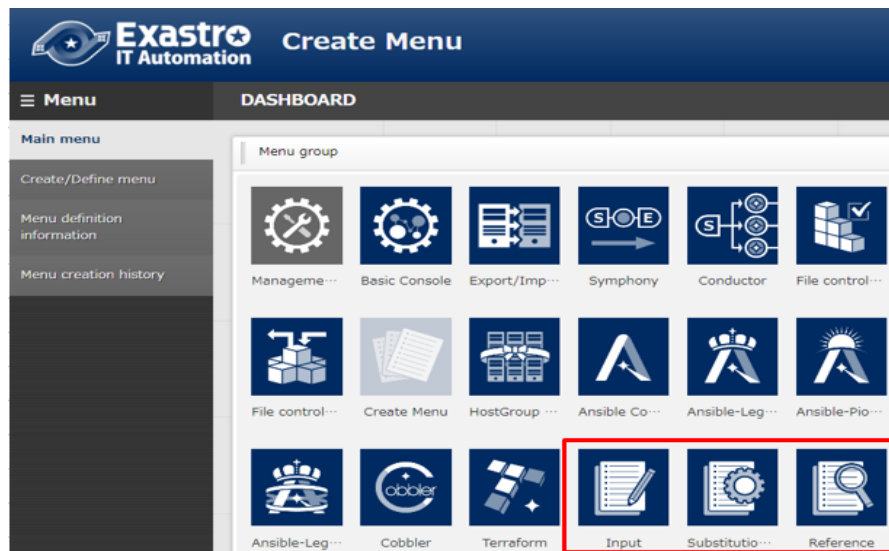 Exastro
IT Automation
Create Menu
≡ Menu
DASHBOARD
Main menu
Menu group
Create/Define menu
Menu definition
information
Menu creation history
S E
S
Manageme···
Basic Console
Export/Imp···
Symphony
Conductor
File control···
File control···
Create Menu
HostGroup ···
Ansible Co···
Ansible-Leg···
Ansible-Pio···
cobbler
Ansible-Leg···
Cobbler
Terraform
Input
Substitutio···
Reference